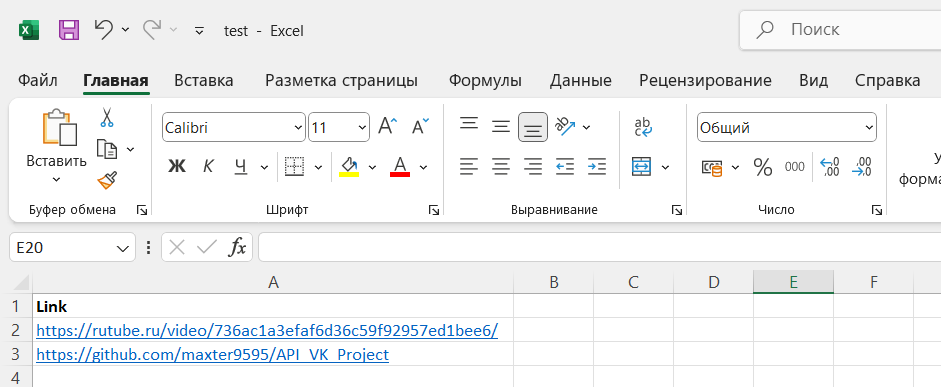 test - Excel
Поиск
Файл Главная Вставка Разметка страницы Формулы Данные Рецензирование Вид Справка
Calibri 11 Общий
Вставить
Ж К Ч А % 000
Буфер обмена Шрифт Выравнивание Число
E20 fx
A B C D E F
1 Link
2 https://rutube.ru/video/736ac1a3efaf6d36c59f92957ed1bee6/
3 https://github.com/maxter9595/API_VK_Project
4